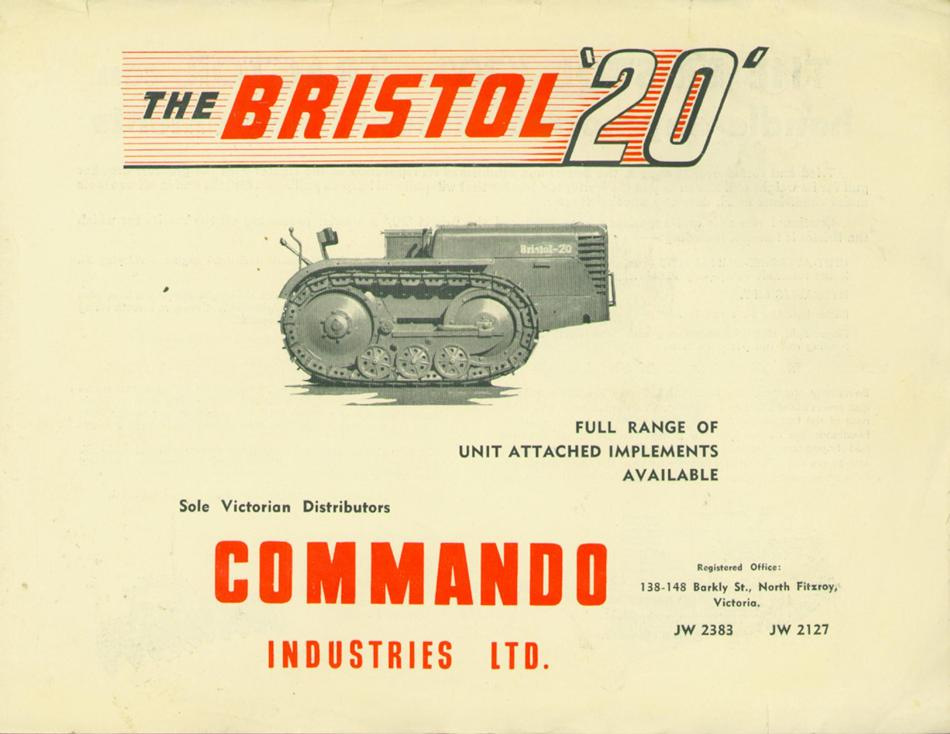 THE BRISTOL '20'
Bristol-20
FULL RANGE OF
UNIT ATTACHED IMPLEMENTS
AVAILABLE
Sole Victorian Distributors
COMMANDO
INDUSTRIES LTD.
Registered Office:
138-148 Barkly St., North Fitzroy,
Victoria.
JW 2383 JW 2127